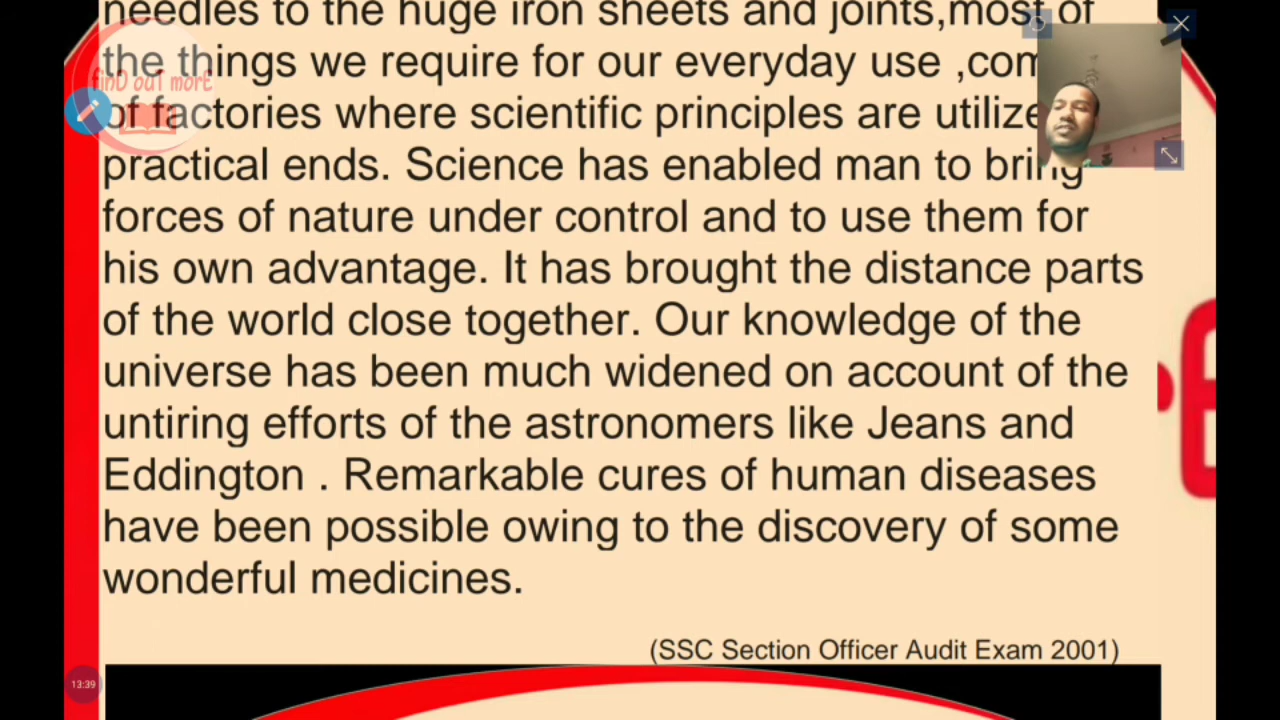 needles to the huge iron sheets and joints,most of
the things we require for our everyday use ,com
of factories where scientific principles are utilize
practical ends. Science has enabled man to bring
forces of nature under control and to use them for
his own advantage. It has brought the distance parts
of the world close together. Our knowledge of the
universe has been much widened on account of the
untiring efforts of the astronomers like Jeans and
Eddington . Remarkable cures of human diseases
have been possible owing to the discovery of some
wonderful medicines.
(SSC Section Officer Audit Exam 2001)
finD ouT morE
13:39